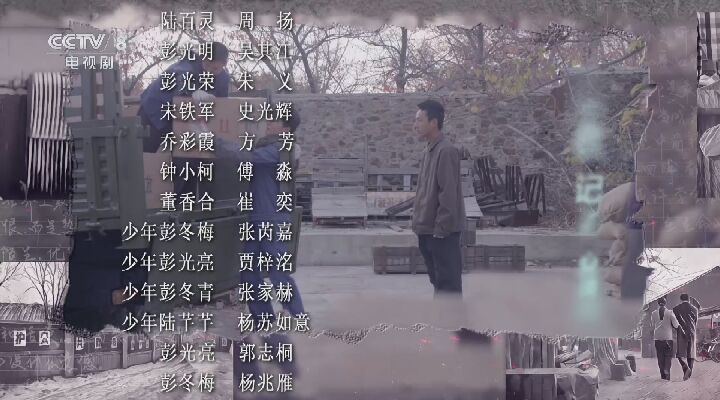 陆百灵 周扬
CCTV 8
电视剧
彭光明 吴其江
彭光荣 朱义
宋铁军 史光辉
乔彩霞 方芳
钟小柯 傅淼
董香合 崔奕
少年彭冬梅 张芮嘉
少年彭光亮 贾梓洺
少年彭冬青 张家赫
少年陆芊芊 杨苏如意
彭光亮 郭志桐
彭冬梅 杨兆雁
记
护